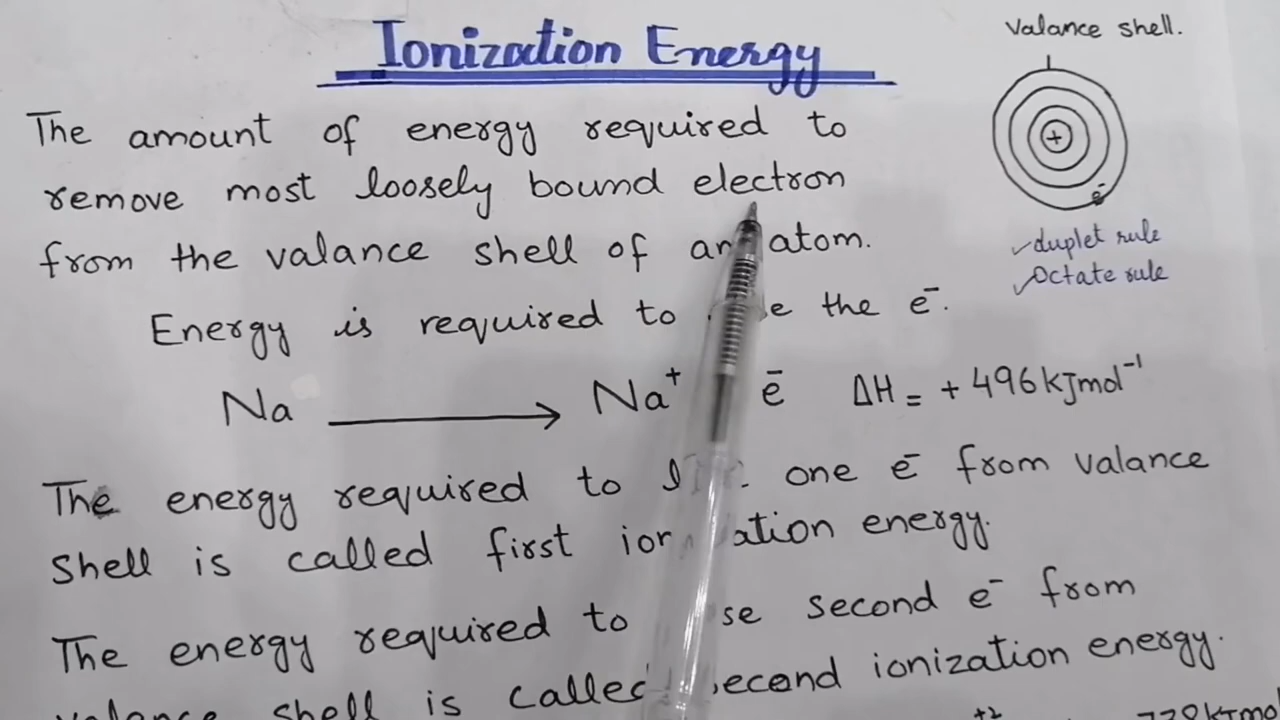 Ionization Energy
Valance shell.
The amount of energy required to
remove most loosely bound electron
from the valance shell of an atom.
+
e⁻
duplet rule
Octate rule
Energy is required to the e⁻.
Na ⟶ Na⁺ e⁻ ΔH = + 496 kJmol⁻¹
The energy required to one e⁻ from valance
Shell is called first energy.
The energy required to second e⁻ from
valance shell is called second ionization energy.
+2